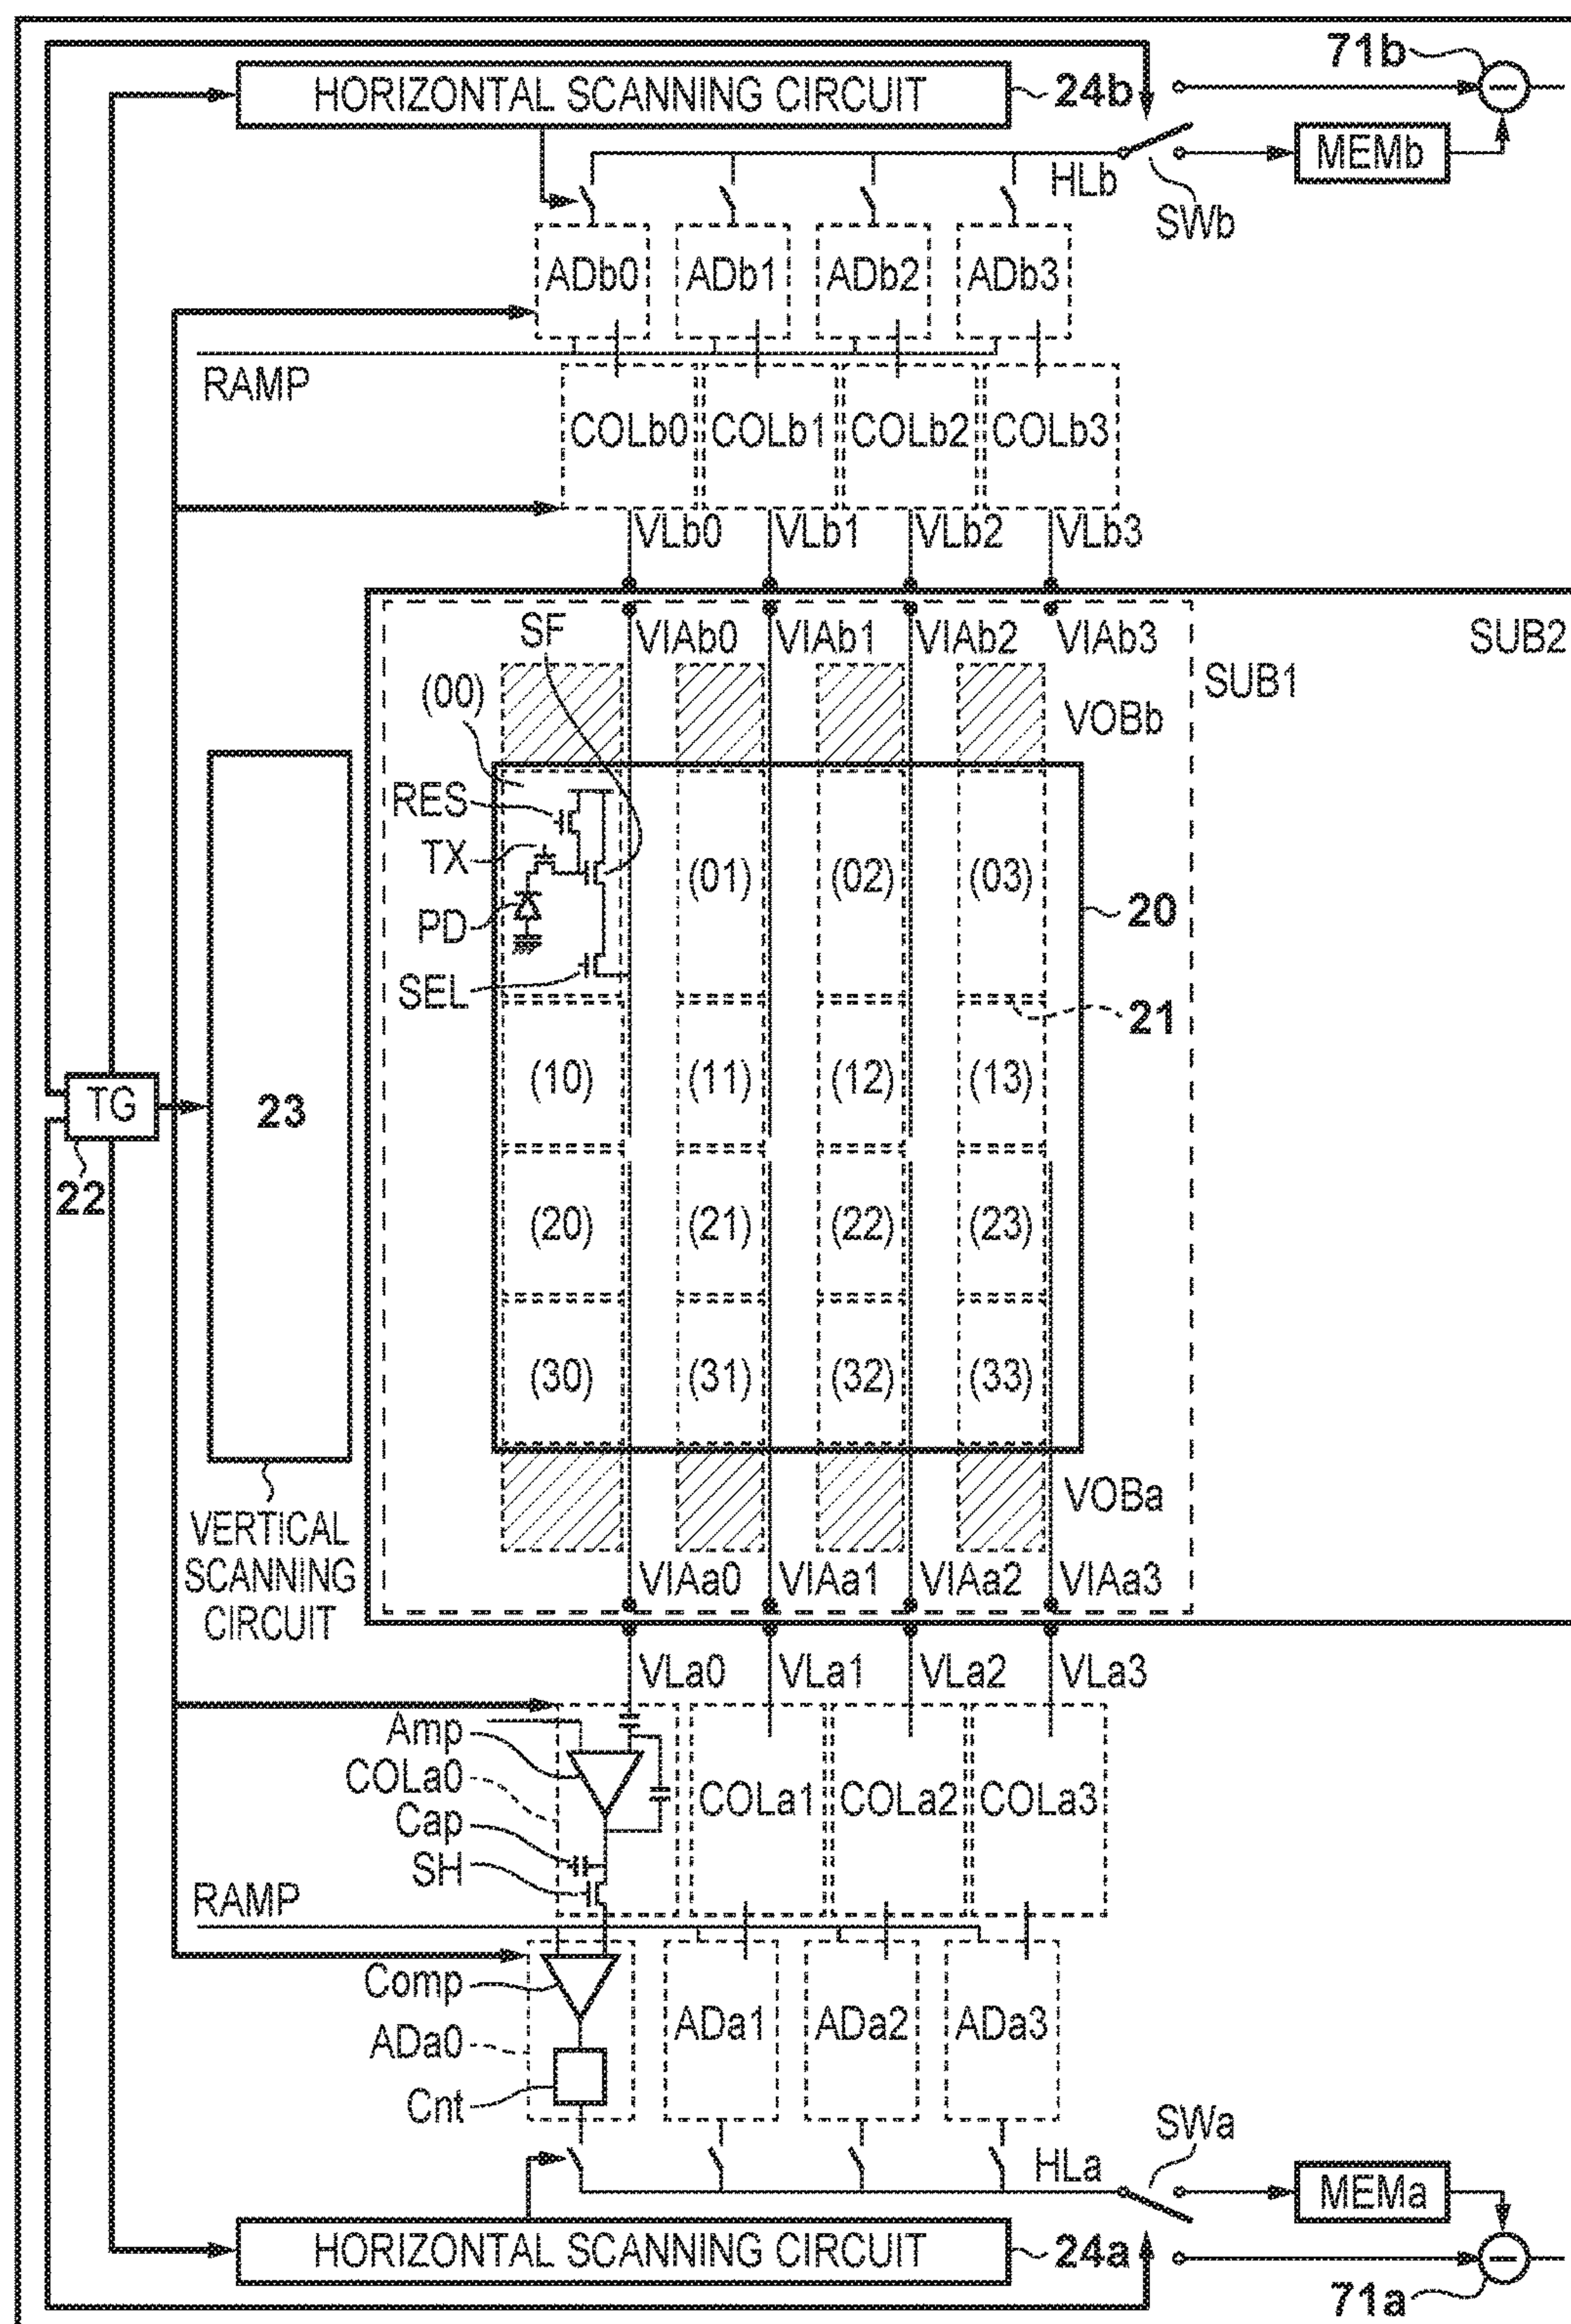 71b
HORIZONTAL SCANNING CIRCUIT
24b
MEMb
HLb
SWb
ADb0 ADb1 ADb2 ADb3
RAMP
COLb0 COLb1 COLb2 COLb3
VLb0 VLb1 VLb2 VLb3
SF VIAb0 VIAb1 VIAb2 VIAb3 SUB2
SUB1
(00) VOBb
RES
TX (01) (02) (03)
20
PD
SEL
21
(10) (11) (12) (13)
TG 23
22
(20) (21) (22) (23)
(30) (31) (32) (33)
VOBa
VERTICAL
SCANNING
CIRCUIT
VIAa0 VIAa1 VIAa2 VIAa3
VLa0 VLa1 VLa2 VLa3
Amp
COLa0 COLa1 COLa2 COLa3
Cap
SH
RAMP
Comp
ADa0 ADa1 ADa2 ADa3
Cnt
SWa
HLa
MEMa
HORIZONTAL SCANNING CIRCUIT
24a
71a